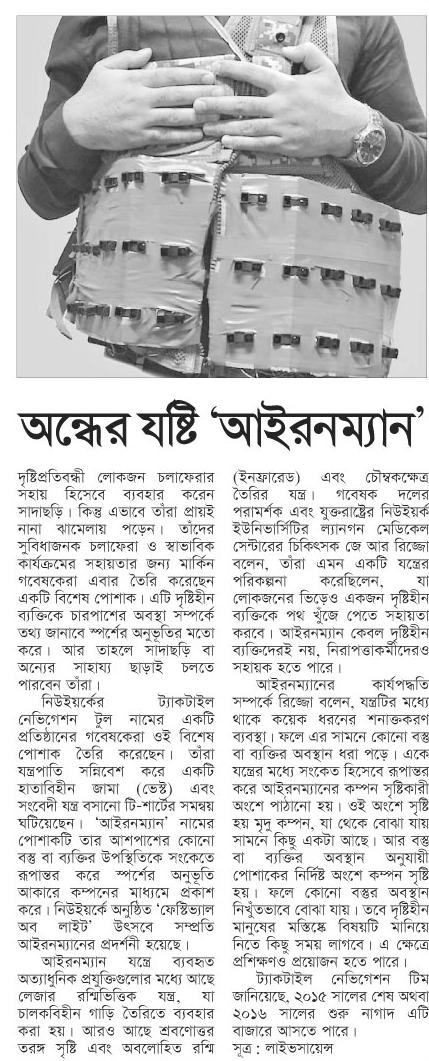 অন্ধের যষ্টি ‘আইরনম্যান’
দৃষ্টিপ্রতিবন্ধী লোকজন চলাফেরার
সহায় হিসেবে ব্যবহার করেন
সাদাছড়ি। কিন্তু এভাবে তাঁরা প্রায়ই
নানা ঝামেলায় পড়েন। তাঁদের
সুবিধাজনক চলাফেরা ও স্বাভাবিক
কার্যক্রমের সহায়তার জন্য মার্কিন
গবেষকেরা এবার তৈরি করেছেন
একটি বিশেষ পোশাক। এটি দৃষ্টিহীন
ব্যক্তিকে চারপাশের অবস্থা সম্পর্কে
তথ্য জানাবে স্পর্শের অনুভূতির মতো
করে। আর তাহলে সাদাছড়ি বা
অন্যের সাহায্য ছাড়াই চলতে
পারবেন তাঁরা।
নিউইয়র্কের ট্যাকটাইল
নেভিগেশন টুল নামের একটি
প্রতিষ্ঠানের গবেষকেরা ওই বিশেষ
পোশাক তৈরি করেছেন। তাঁরা
যন্ত্রপাতি সন্নিবেশ করে একটি
হাতাবিহীন জামা (ভেস্ট) এবং
সংবেদী যন্ত্র বসানো টি-শার্টের সমন্বয়
ঘটিয়েছেন। ‘আইরনম্যান’ নামের
পোশাকটি তার আশপাশের কোনো
বস্তু বা ব্যক্তির উপস্থিতিকে সংকেতে
রূপান্তর করে স্পর্শের অনুভূতি
আকারে কম্পনের মাধ্যমে প্রকাশ
করে। নিউইয়র্কে অনুষ্ঠিত ‘ফেস্টিভ্যাল
অব লাইট’ উৎসবে সম্প্রতি
আইরনম্যানের প্রদর্শনী হয়েছে।
আইরনম্যান যন্ত্রে ব্যবহৃত
অত্যাধুনিক প্রযুক্তিগুলোর মধ্যে আছে
লেজার রশ্মিভিত্তিক যন্ত্র, যা
চালকবিহীন গাড়ি তৈরিতে ব্যবহার
করা হয়। আরও আছে শ্রবণোত্তর
তরঙ্গ সৃষ্টি এবং অবলোহিত রশ্মি
(ইনফ্রারেড) এবং চৌম্বকক্ষেত্র
তৈরির যন্ত্র। গবেষক দলের
পরামর্শক এবং যুক্তরাষ্ট্রের নিউইয়র্ক
ইউনিভার্সিটির ল্যানগন মেডিকেল
সেন্টারের চিকিৎসক জে আর রিজ্জো
বলেন, তাঁরা এমন একটি যন্ত্রের
পরিকল্পনা করেছিলেন, যা
লোকজনের ভিড়েও একজন দৃষ্টিহীন
ব্যক্তিকে পথ খুঁজে পেতে সহায়তা
করবে। আইরনম্যান কেবল দৃষ্টিহীন
ব্যক্তিদেরই নয়, নিরাপত্তাকর্মীদেরও
সহায়ক হতে পারে।
আইরনম্যানের কার্যপদ্ধতি
সম্পর্কে রিজ্জো বলেন, যন্ত্রটির মধ্যে
থাকে কয়েক ধরনের শনাক্তকরণ
ব্যবস্থা। ফলে এর সামনে কোনো বস্তু
বা ব্যক্তির অবস্থান ধরা পড়ে। একে
যন্ত্রের মধ্যে সংকেত হিসেবে রূপান্তর
করে আইরনম্যানের কম্পন সৃষ্টিকারী
অংশে পাঠানো হয়। ওই অংশে সৃষ্টি
হয় মৃদু কম্পন, যা থেকে বোঝা যায়
সামনে কিছু একটা আছে। আর বস্তু
বা ব্যক্তির অবস্থান অনুযায়ী
পোশাকের নির্দিষ্ট অংশে কম্পন সৃষ্টি
হয়। ফলে কোনো বস্তুর অবস্থান
নিখুঁতভাবে বোঝা যায়। তবে দৃষ্টিহীন
মানুষের মস্তিষ্কে বিষয়টি মানিয়ে
নিতে কিছু সময় লাগবে। এ ক্ষেত্রে
প্রশিক্ষণও প্রয়োজন হতে পারে।
ট্যাকটাইল নেভিগেশন টিম
জানিয়েছে, ২০১৫ সালের শেষ অথবা
২০১৬ সালের শুরু নাগাদ এটি
বাজারে আসতে পারে।
সূত্র : লাইভসায়েন্স